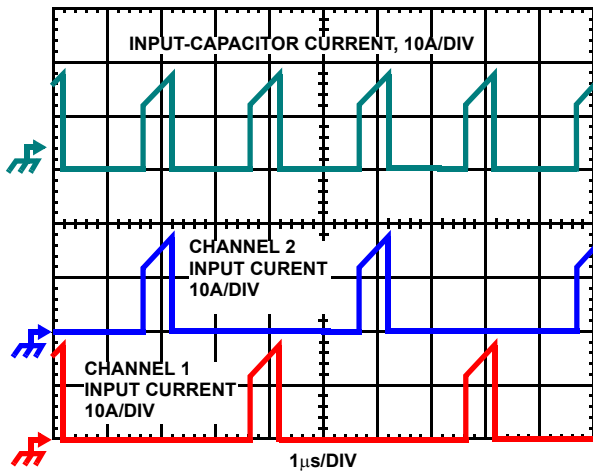 INPUT-CAPACITOR CURRENT, 10A/DIV
CHANNEL 2
INPUT CURENT
10A/DIV
CHANNEL 1
INPUT CURRENT
10A/DIV
1μs/DIV